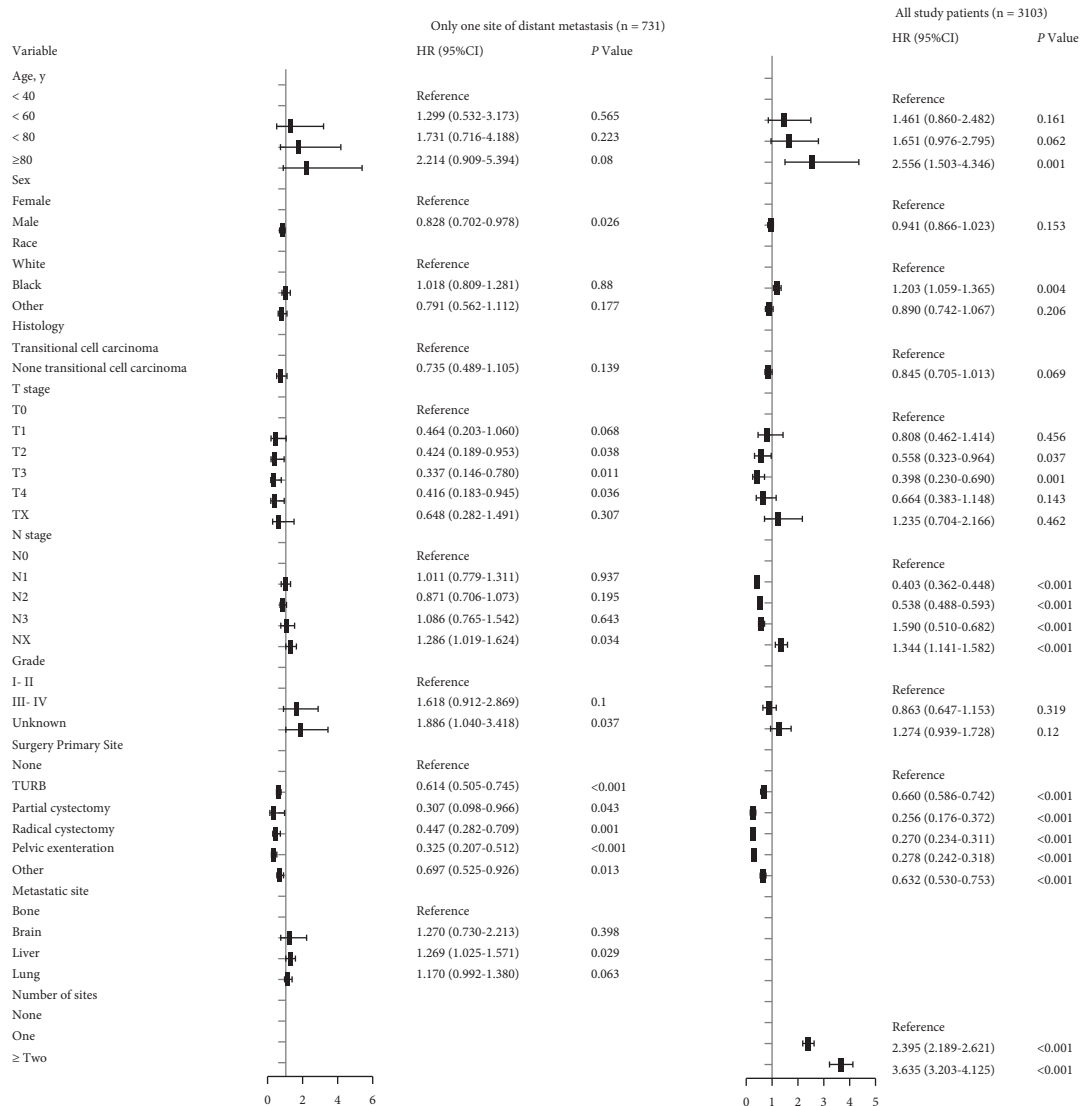 Only one site of distant metastasis (n = 731) All study patients (n = 3103)
Variable HR (95%CI) P Value HR (95%CI) P Value
Age, y
< 40 Reference Reference
< 60 1.299 (0.532-3.173) 0.565 1.461 (0.860-2.482) 0.161
< 80 1.731 (0.716-4.188) 0.223 1.651 (0.976-2.795) 0.062
≥80 2.214 (0.909-5.394) 0.08 2.556 (1.503-4.346) 0.001
Sex
Female Reference Reference
Male 0.828 (0.702-0.978) 0.026 0.941 (0.866-1.023) 0.153
Race
White Reference Reference
Black 1.018 (0.809-1.281) 0.88 1.203 (1.059-1.365) 0.004
Other 0.791 (0.562-1.112) 0.177 0.890 (0.742-1.067) 0.206
Histology
Transitional cell carcinoma Reference Reference
None transitional cell carcinoma 0.735 (0.489-1.105) 0.139 0.845 (0.705-1.013) 0.069
T stage
T0 Reference Reference
T1 0.464 (0.203-1.060) 0.068 0.808 (0.462-1.414) 0.456
T2 0.424 (0.189-0.953) 0.038 0.558 (0.323-0.964) 0.037
T3 0.337 (0.146-0.780) 0.011 0.398 (0.230-0.690) 0.001
T4 0.416 (0.183-0.945) 0.036 0.664 (0.383-1.148) 0.143
TX 0.648 (0.282-1.491) 0.307 1.235 (0.704-2.166) 0.462
N stage
N0 Reference Reference
N1 1.011 (0.779-1.311) 0.937 0.403 (0.362-0.448) <0.001
N2 0.871 (0.706-1.073) 0.195 0.538 (0.488-0.593) <0.001
N3 1.086 (0.765-1.542) 0.643 1.590 (0.510-0.682) <0.001
NX 1.286 (1.019-1.624) 0.034 1.344 (1.141-1.582) <0.001
Grade
I- II Reference Reference
III- IV 1.618 (0.912-2.869) 0.1 0.863 (0.647-1.153) 0.319
Unknown 1.886 (1.040-3.418) 0.037 1.274 (0.939-1.728) 0.12
Surgery Primary Site
None Reference Reference
TURB 0.614 (0.505-0.745) <0.001 0.660 (0.586-0.742) <0.001
Partial cystectomy 0.307 (0.098-0.966) 0.043 0.256 (0.176-0.372) <0.001
Radical cystectomy 0.447 (0.282-0.709) 0.001 0.270 (0.234-0.311) <0.001
Pelvic exenteration 0.325 (0.207-0.512) <0.001 0.278 (0.242-0.318) <0.001
Other 0.697 (0.525-0.926) 0.013 0.632 (0.530-0.753) <0.001
Metastatic site
Bone Reference
Brain 1.270 (0.730-2.213) 0.398
Liver 1.269 (1.025-1.571) 0.029
Lung 1.170 (0.992-1.380) 0.063
Number of sites
None Reference
One 2.395 (2.189-2.621) <0.001
≥ Two 3.635 (3.203-4.125) <0.001
0 2 4 6 0 1 2 3 4 5